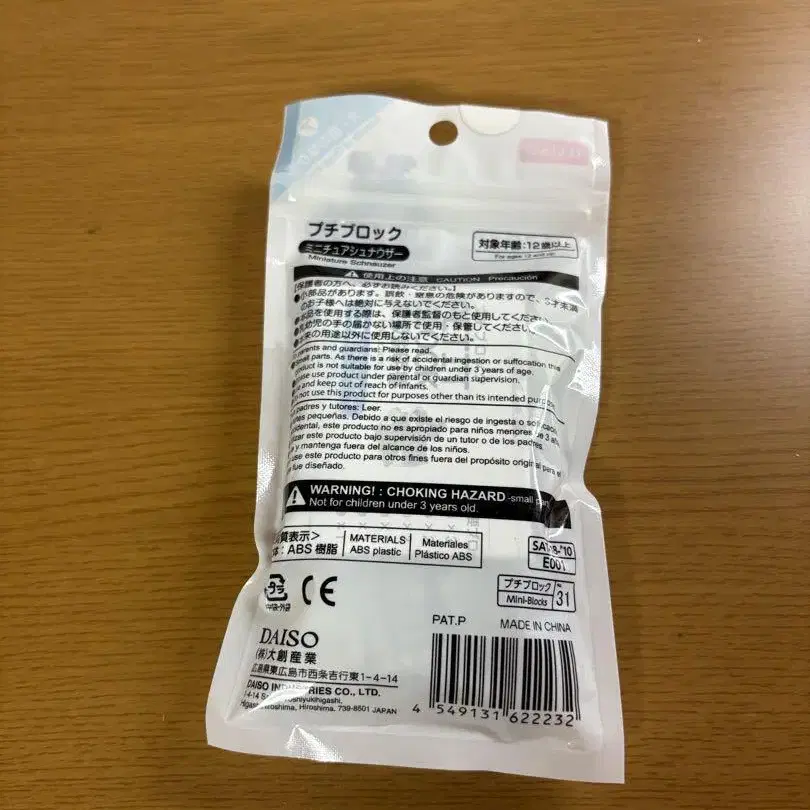 プチブロック
ミニチュアシュナウザー
Miniature Schnauzer
対象年齢:12歳以上
For ages 12 and up.
使用上の注意 CAUTION Precaución
【保護者の方へ、必ずお読みください。】
●小部品があります。誤飲・窒息の危険がありますので、3才未満
のお子様へは絶対に与えないでください。
品を使用する際は、保護者監督のもと使用してください。
乳幼児の手の届かない場所で使用・保管してください。
の用途以外に使用しないでください。
parents and guardians: Please read.
Small parts. As there is a risk of accidental ingestion or suffocation this
product is not suitable for use by children under 3 years of age.
use product under parental or guardian supervision.
and keep out of reach of infants.
not use this product for purposes other than its intended
padres y tutores: Leer.
pequeñas. Debido a que existe el riesgo de ingesta o
este producto no es apropiado para niños menores de 3
este producto bajo supervisión de un tutor o de los padres.
y mantenga fuera del alcance de los niños.
use este producto para otros fines fuera del propósito original para el
fue diseñado.
WARNING! : CHOKING HAZARD -small
Not for children under 3 years old.
質表示>
体:ABS 樹脂
MATERIALS
ABS plastic
Materiales
Plástico ABS
E001
プチブロック
Mini-Blocks
No 31
プラ
CE
PAT.P MADE IN CHINA
DAISO
(株)大創産業
広島県東広島市西条吉行東1-4-14
DAISO INDUSTRIES CO., LTD.
Hiroshima. 739-8501 JAPAN
4 549131 622232